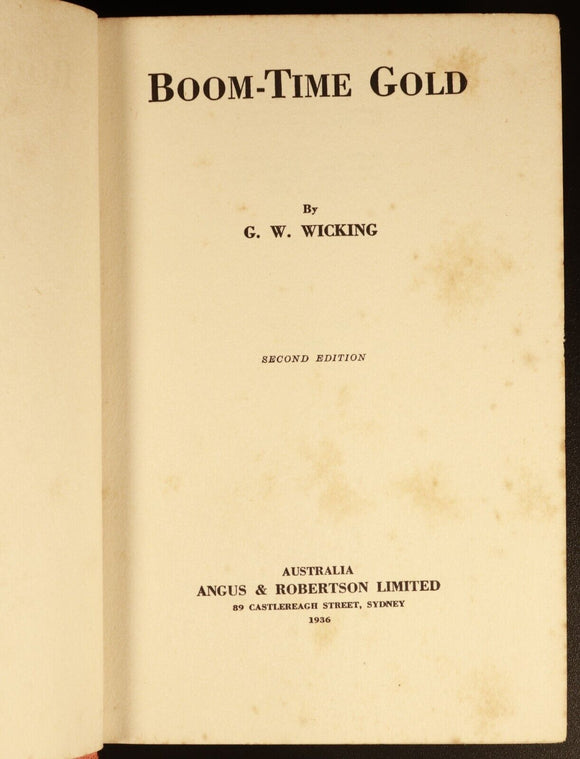 BOOM-TIME GOLD
By
G. W. WICKING
SECOND EDITION
AUSTRALIA
ANGUS & ROBERTSON LIMITED
89 CASTLEREAGH STREET, SYDNEY
1936